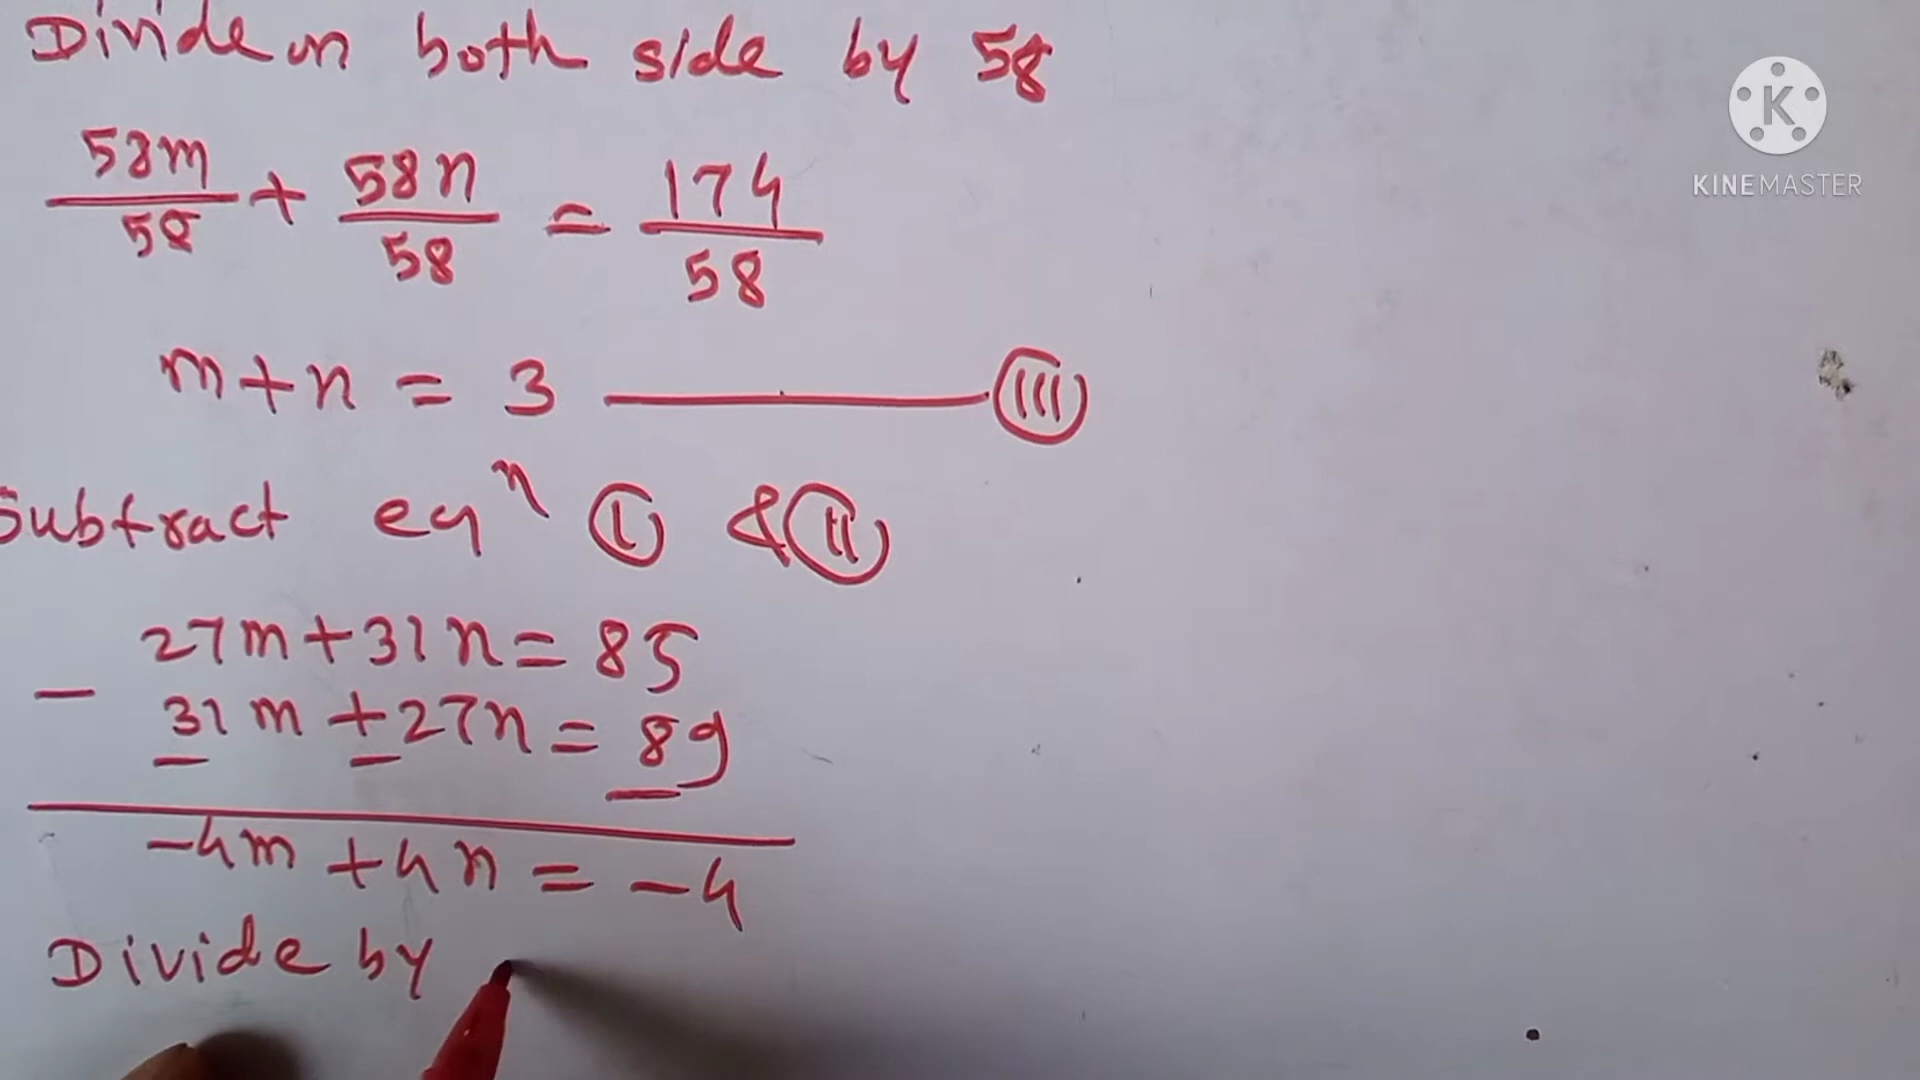 Divide on both side by 58
K
KINEMASTER
58m/58 + 58n/58 = 174/58
m+n = 3 ——— (III)
Subtract eqⁿ (I) & (II)
27m+31n = 85
− 31m +27n = 89
-4m +4n = -4
Divide by